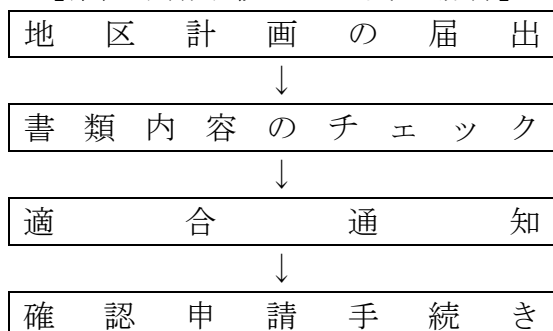 地区計画の届出
↓
書類内容のチェック
↓
適合通知
↓
確認申請手続き